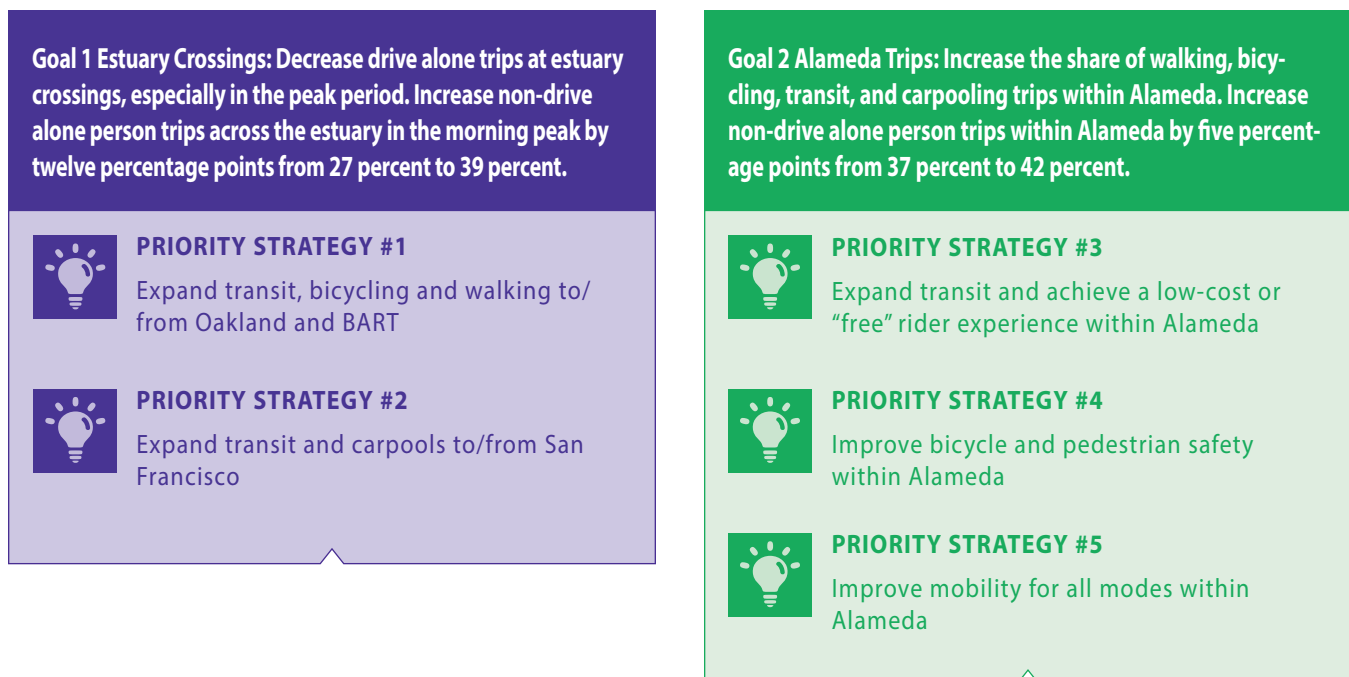 Goal 1 Estuary Crossings: Decrease drive alone trips at estuary
crossings, especially in the peak period. Increase non-drive
alone person trips across the estuary in the morning peak by
twelve percentage points from 27 percent to 39 percent.
PRIORITY STRATEGY #1
Expand transit, bicycling and walking to/
from Oakland and BART
PRIORITY STRATEGY #2
Expand transit and carpools to/from San
Francisco
Goal 2 Alameda Trips: Increase the share of walking, bicy-
cling, transit, and carpooling trips within Alameda. Increase
non-drive alone person trips within Alameda by five percent-
age points from 37 percent to 42 percent.
PRIORITY STRATEGY #3
Expand transit and achieve a low-cost or
“free” rider experience within Alameda
PRIORITY STRATEGY #4
Improve bicycle and pedestrian safety
within Alameda
PRIORITY STRATEGY #5
Improve mobility for all modes within
Alameda